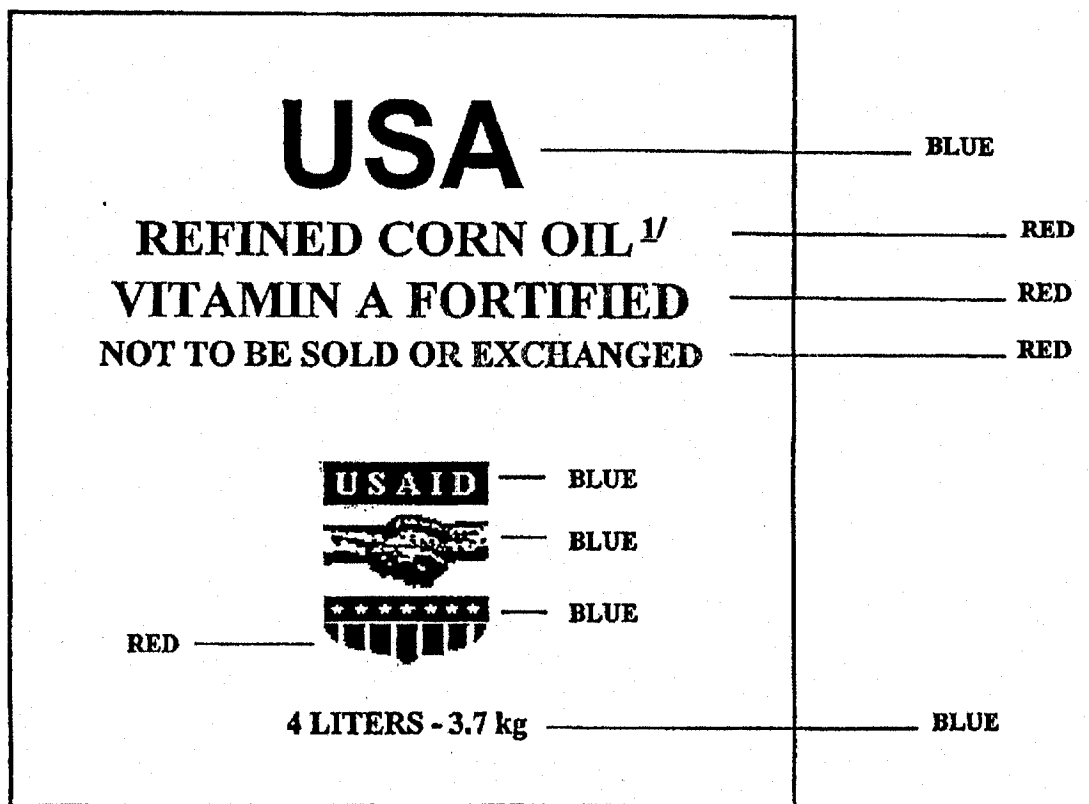 USA BLUE
REFINED CORN OIL 1/ RED
VITAMIN A FORTIFIED RED
NOT TO BE SOLD OR EXCHANGED RED
USAID BLUE
BLUE
BLUE
RED
4 LITERS - 3.7 kg BLUE